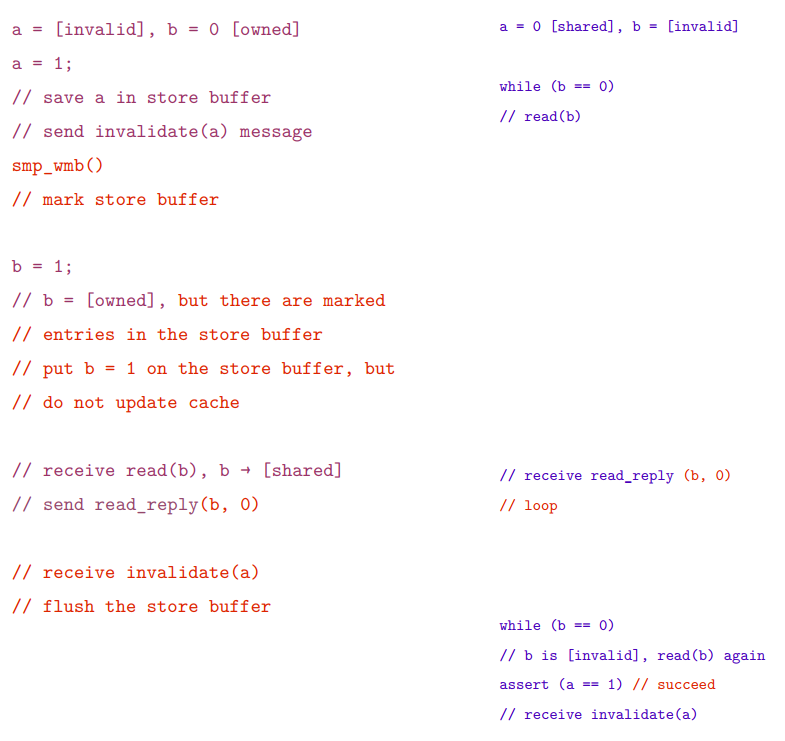 a = [invalid], b = 0 [owned]
a = 1;
// save a in store buffer
// send invalidate(a) message
smp_wmb()
// mark store buffer
b = 1;
// b = [owned], but there are marked
// entries in the store buffer
// put b = 1 on the store buffer, but
// do not update cache
// receive read(b), b → [shared]
// send read_reply(b, 0)
// receive invalidate(a)
// flush the store buffer
a = 0 [shared], b = [invalid]
while (b == 0)
// read(b)
// receive read_reply (b, 0)
// loop
while (b == 0)
// b is [invalid], read(b) again
assert (a == 1) // succeed
// receive invalidate(a)